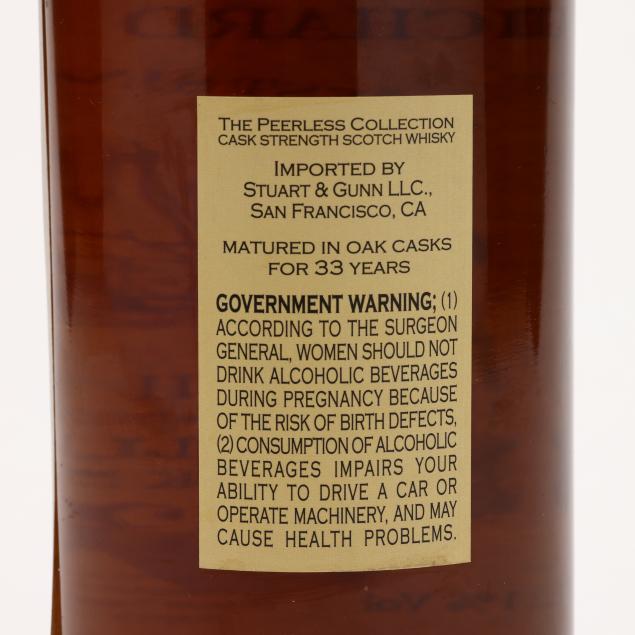 THE PEERLESS COLLECTION
CASK STRENGTH SCOTCH WHISKY
IMPORTED BY
STUART & GUNN LLC.,
SAN FRANCISCO, CA
MATURED IN OAK CASKS
FOR 33 YEARS
GOVERNMENT WARNING; (1)
ACCORDING TO THE SURGEON
GENERAL, WOMEN SHOULD NOT
DRINK ALCOHOLIC BEVERAGES
DURING PREGNANCY BECAUSE
OF THE RISK OF BIRTH DEFECTS,
(2) CONSUMPTION OF ALCOHOLIC
BEVERAGES IMPAIRS YOUR
ABILITY TO DRIVE A CAR OR
OPERATE MACHINERY, AND MAY
CAUSE HEALTH PROBLEMS.